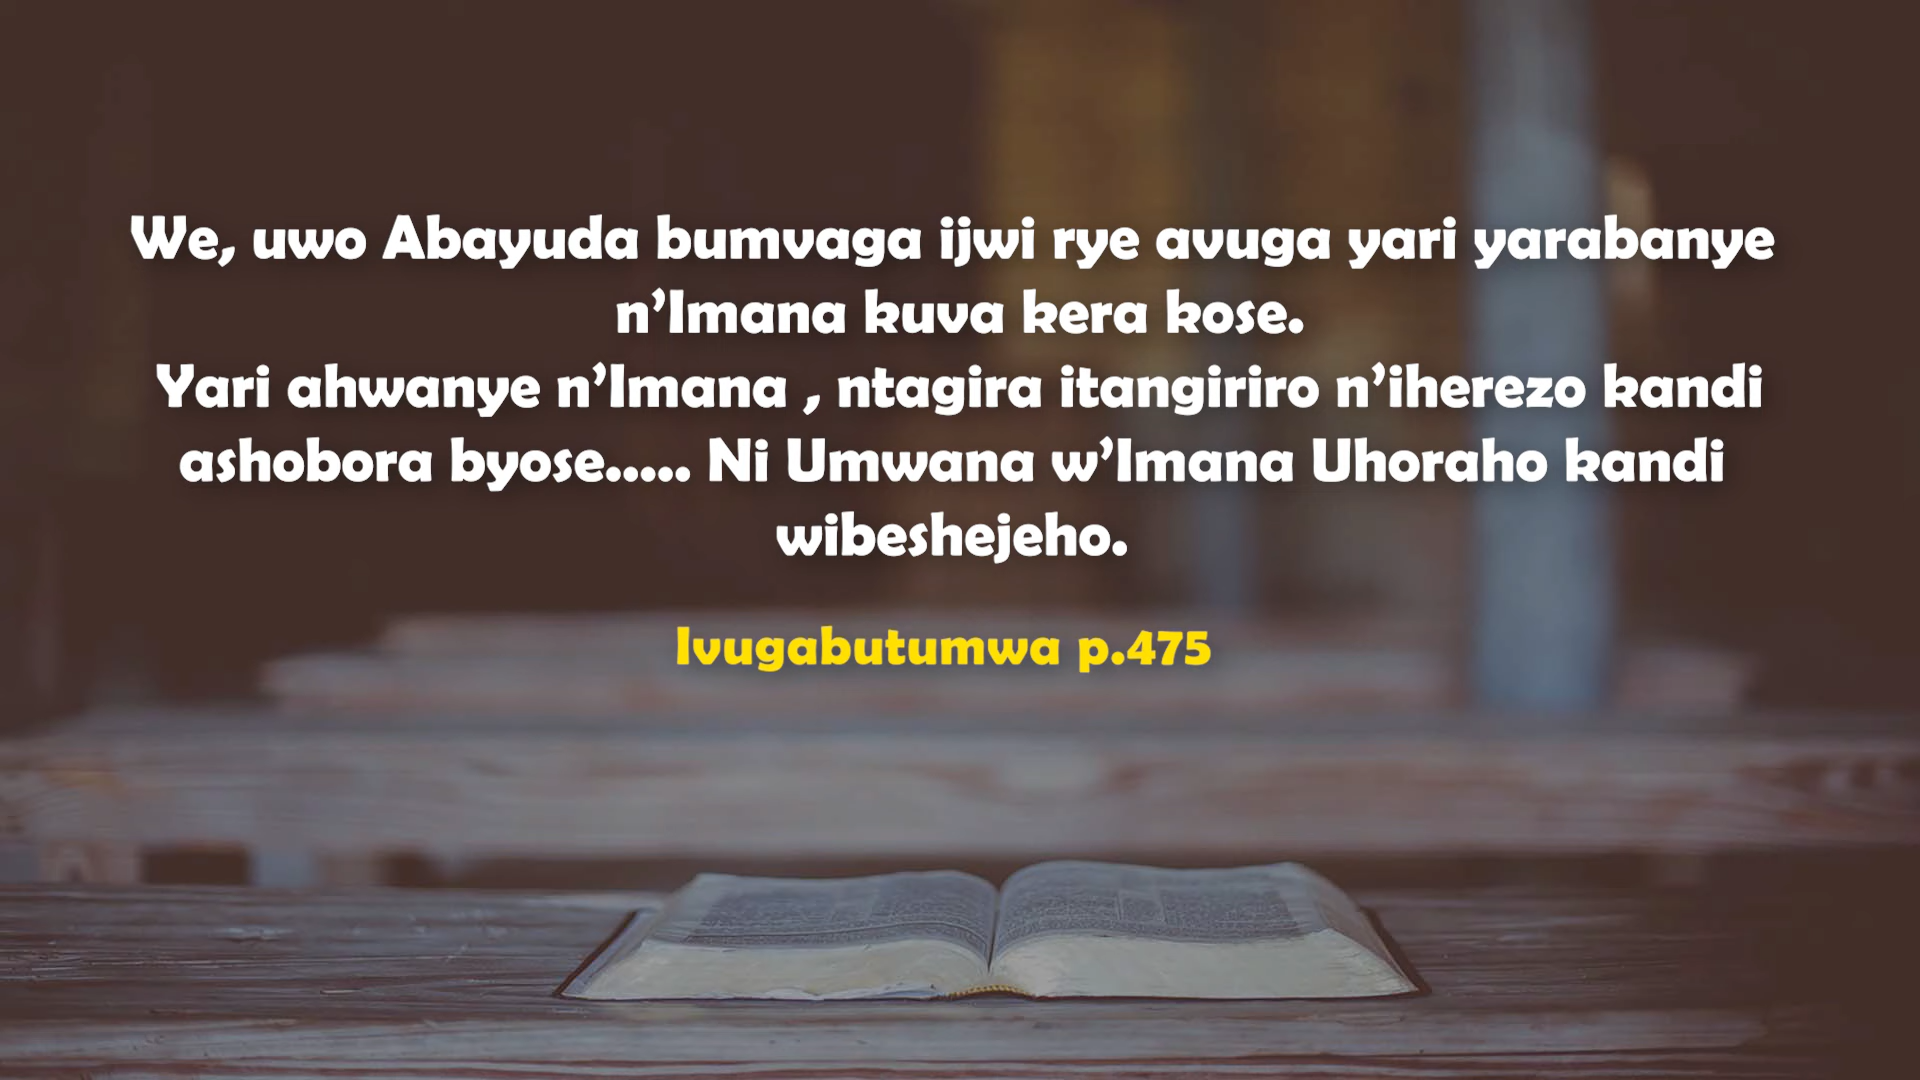 We, uwo Abayuda bumvaga ijwi rye avuga yari yarabanye
n’Imana kuva kera kose.
Yari ahwanye n’Imana , ntagira itangiriro n’iherezo kandi
ashobora byose..... Ni Umwana w’Imana Uhoraho kandi
wibeshejeho.
Ivugabutumwa p.475